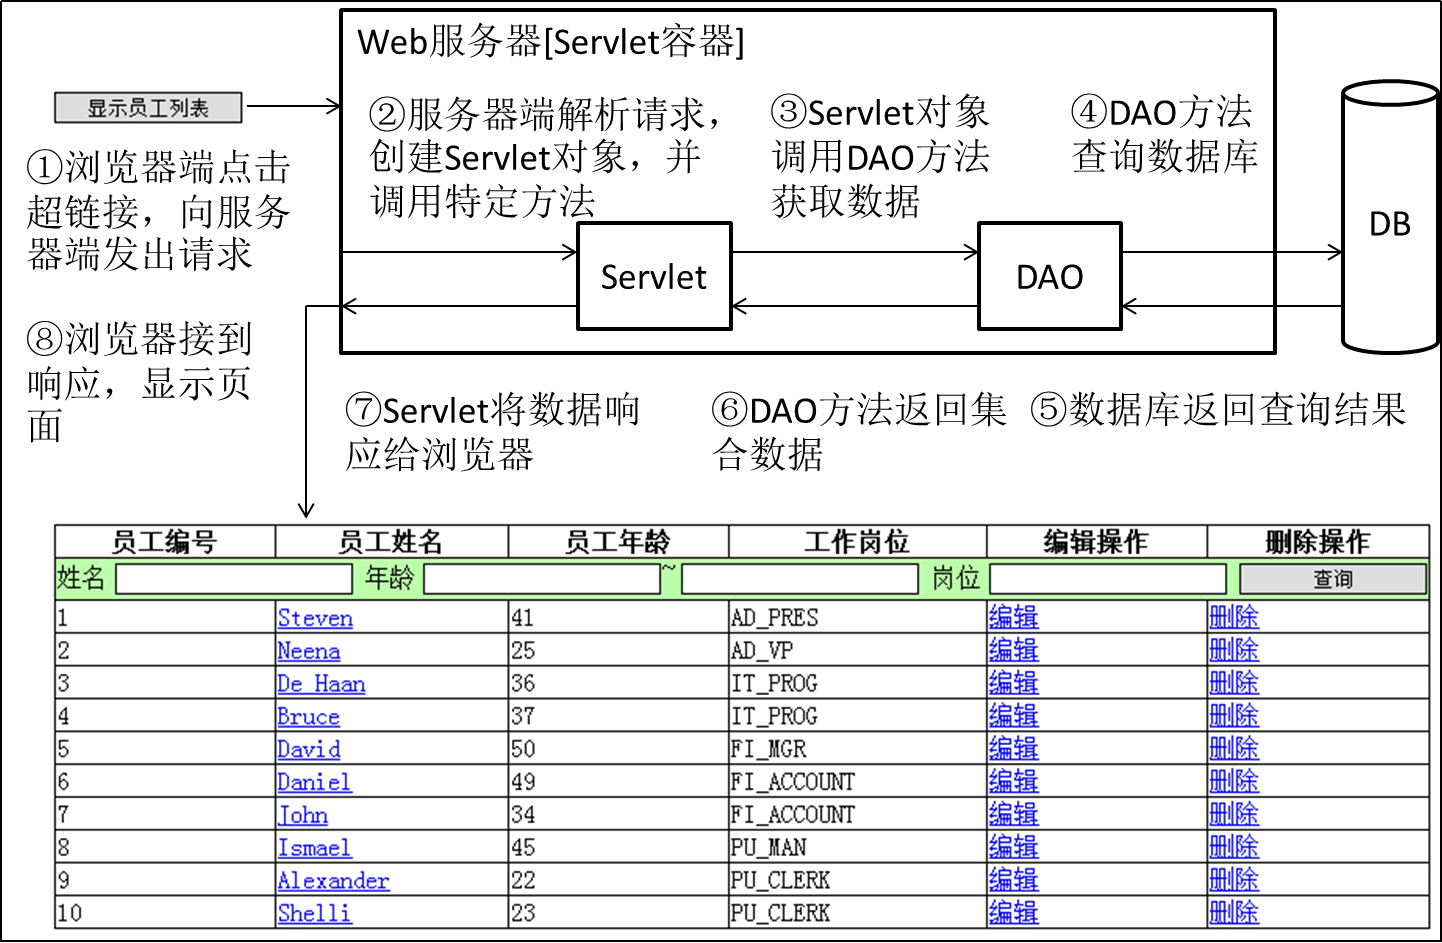 Web服务器[Servlet容器]
显示员工列表
①浏览器端点击
超链接，向服务
器端发出请求
②服务器端解析请求，
创建Servlet对象，并
调用特定方法
③Servlet对象
调用DAO方法
获取数据
④DAO方法
查询数据库
Servlet
DAO
DB
⑤数据库返回查询结果
⑥DAO方法返回集
合数据
⑦Servlet将数据响
应给浏览器
⑧浏览器接到
响应，显示页
面
员工编号 员工姓名 员工年龄 工作岗位 编辑操作 删除操作
姓名 年龄 ~ 岗位 查询
1 Steven 41 AD_PRES 编辑 删除
2 Neena 25 AD_VP 编辑 删除
3 De Haan 36 IT_PROG 编辑 删除
4 Bruce 37 IT_PROG 编辑 删除
5 David 50 FI_MGR 编辑 删除
6 Daniel 49 FI_ACCOUNT 编辑 删除
7 John 34 FI_ACCOUNT 编辑 删除
8 Ismael 45 PU_MAN 编辑 删除
9 Alexander 22 PU_CLERK 编辑 删除
10 Shelli 23 PU_CLERK 编辑 删除